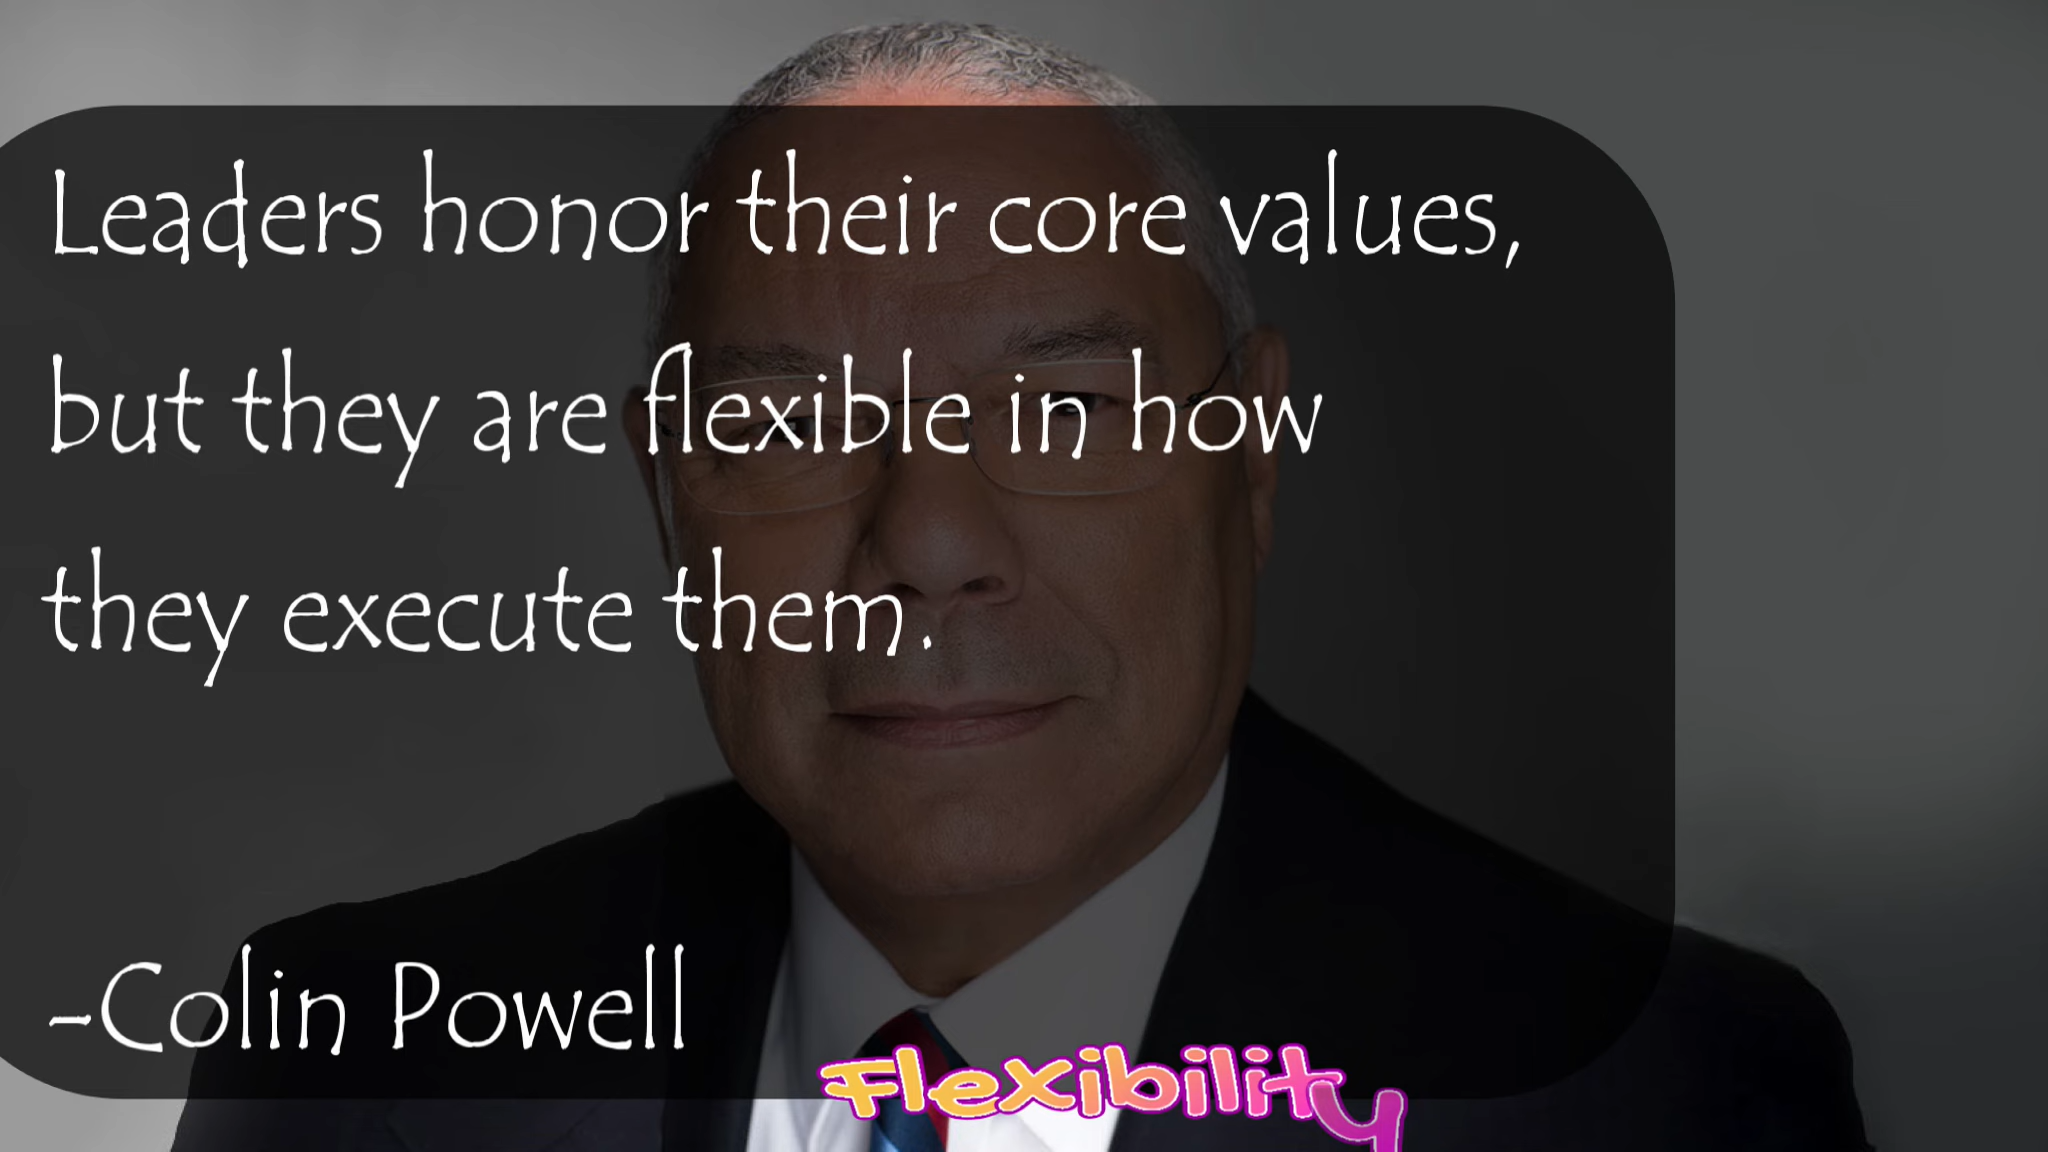 Leaders honor their core values,
but they are flexible in how
they execute them.
-Colin Powell
Flexibility